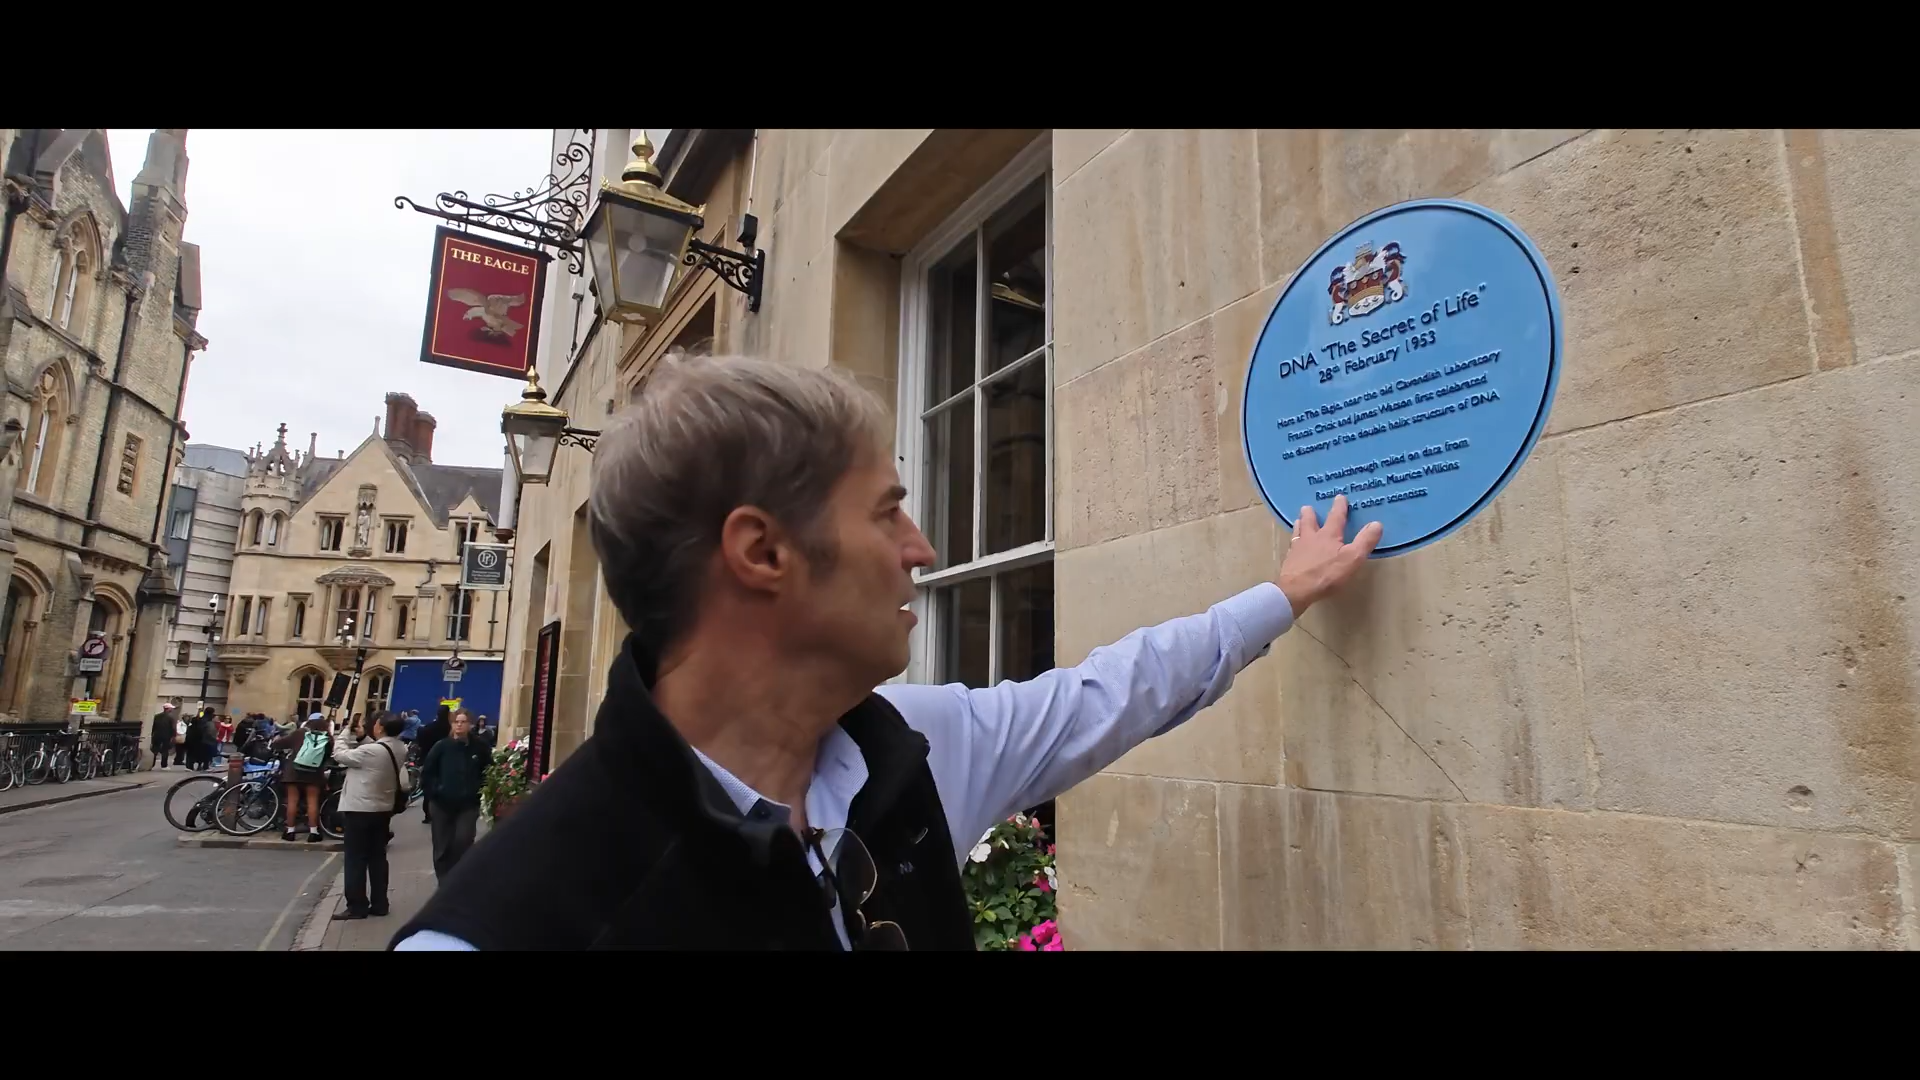 THE EAGLE
DNA "The Secret of Life"
28th February 1953
Here at The Eagle, near the old Cavendish Laboratory
Francis Crick and James Watson first celebrated
the discovery of the double helix structure of DNA
This breakthrough relied on data from
Rosalind Franklin, Maurice Wilkins
nd other scientists